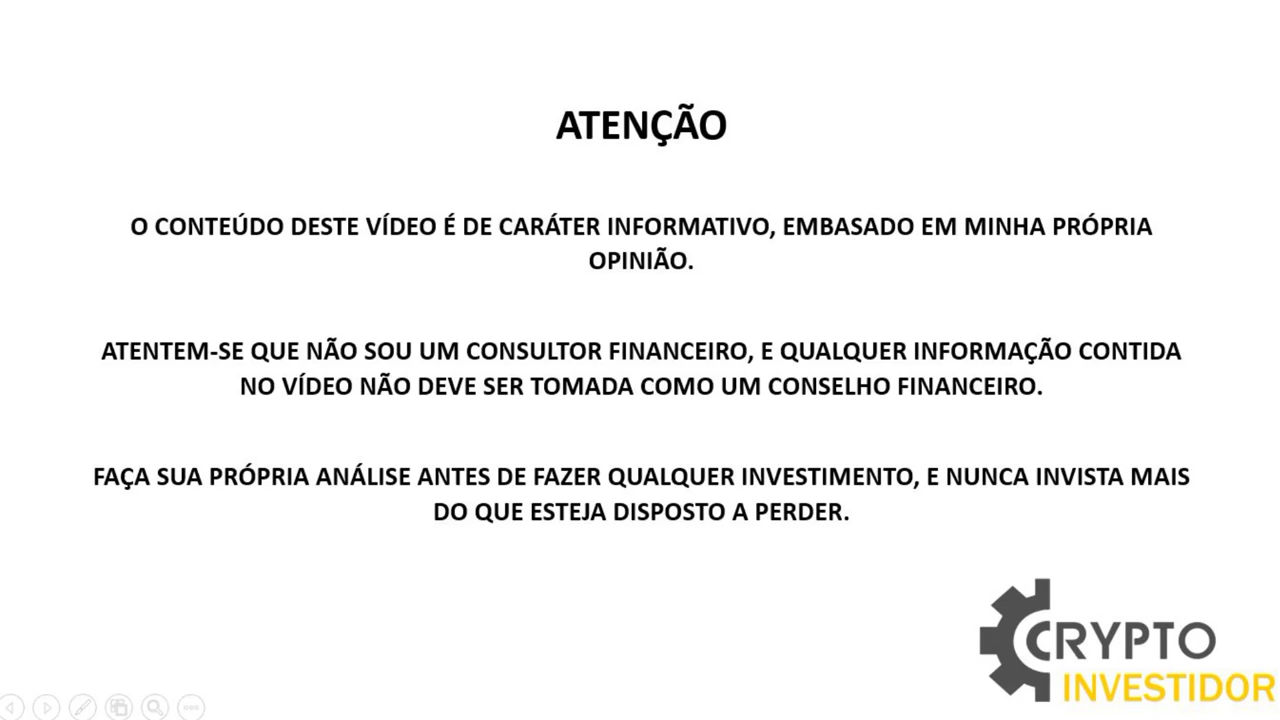 ATENÇÃO
O CONTEÚDO DESTE VÍDEO É DE CARÁTER INFORMATIVO, EMBASADO EM MINHA PRÓPRIA
OPINIÃO.
ATENTEM-SE QUE NÃO SOU UM CONSULTOR FINANCEIRO, E QUALQUER INFORMAÇÃO CONTIDA
NO VÍDEO NÃO DEVE SER TOMADA COMO UM CONSELHO FINANCEIRO.
FAÇA SUA PRÓPRIA ANÁLISE ANTES DE FAZER QUALQUER INVESTIMENTO, E NUNCA INVISTA MAIS
DO QUE ESTEJA DISPOSTO A PERDER.
CRYPTO
INVESTIDOR